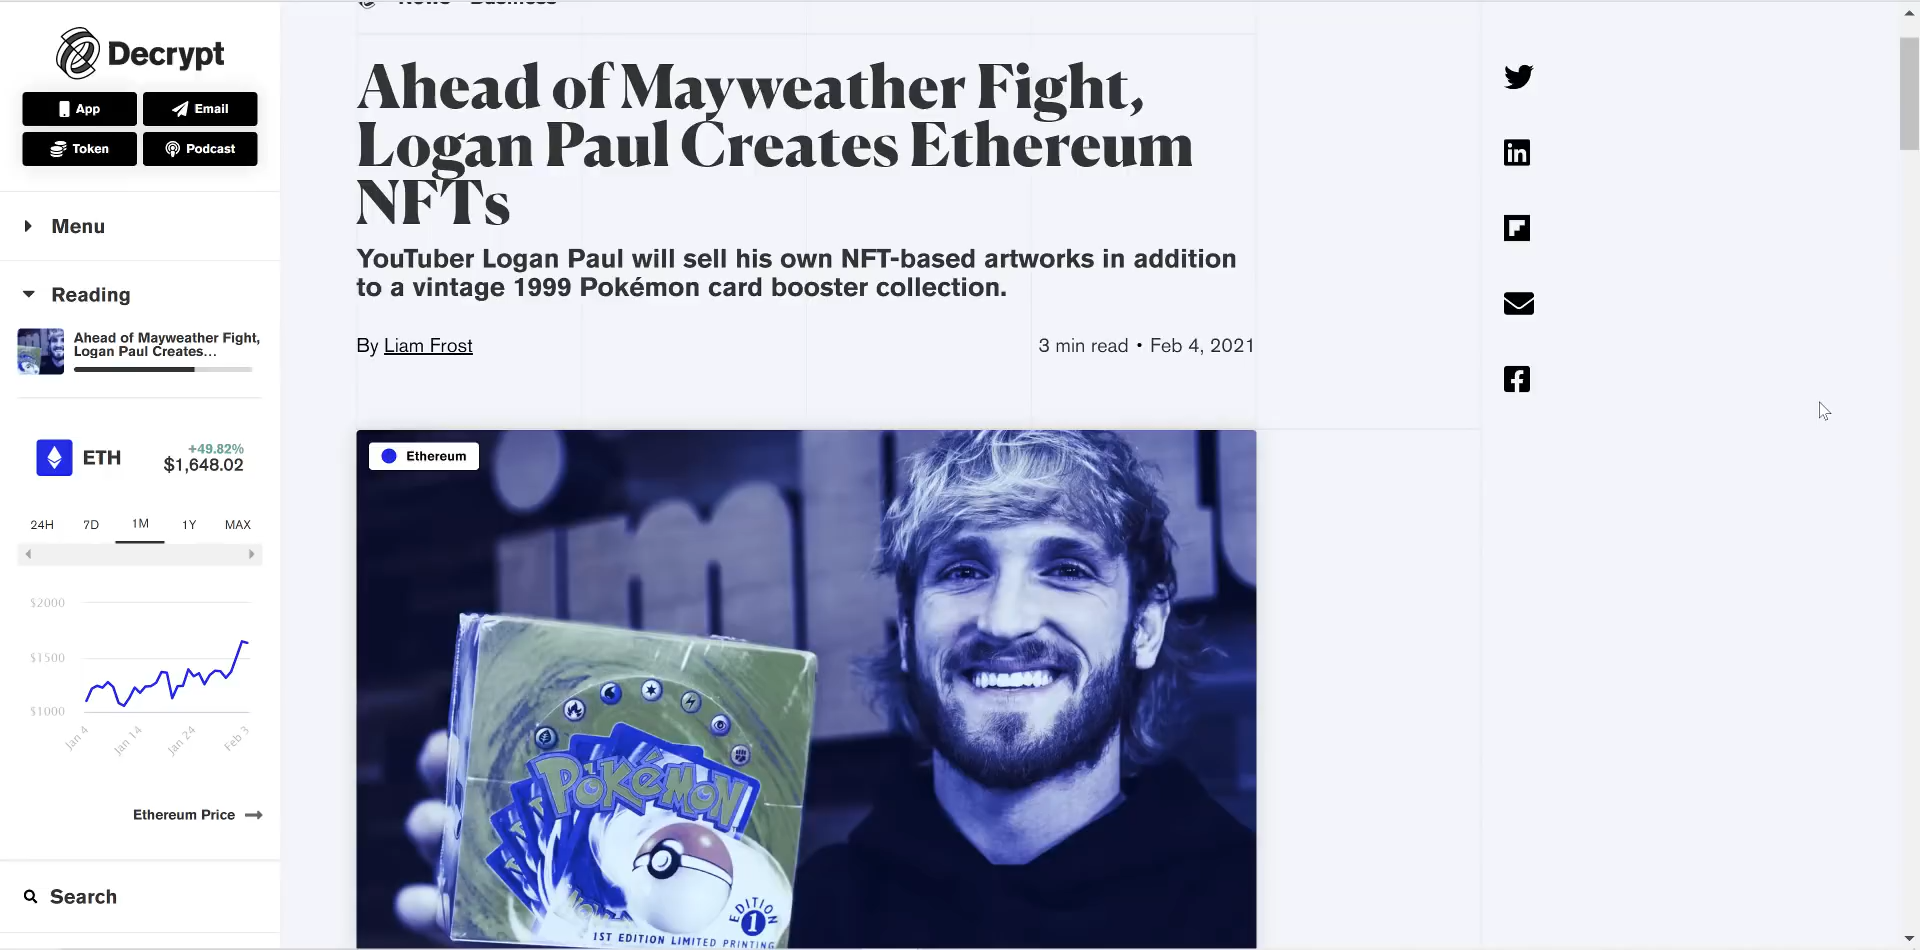 Decrypt
App
Email
Token
Podcast
Menu
Reading
Ahead of Mayweather Fight,
Logan Paul Creates...
ETH
+49.82%
$1,648.02
24H 7D 1M 1Y MAX
$2000
$1500
$1000
Jan 4 Jan 14 Jan 24 Feb 3
Ethereum Price
Search
News Business
Ahead of Mayweather Fight,
Logan Paul Creates Ethereum
NFTs
YouTuber Logan Paul will sell his own NFT-based artworks in addition
to a vintage 1999 Pokémon card booster collection.
By Liam Frost
3 min read • Feb 4, 2021
Ethereum
POKéMON
EDITION
1
1ST EDITION LIMITED PRINTING